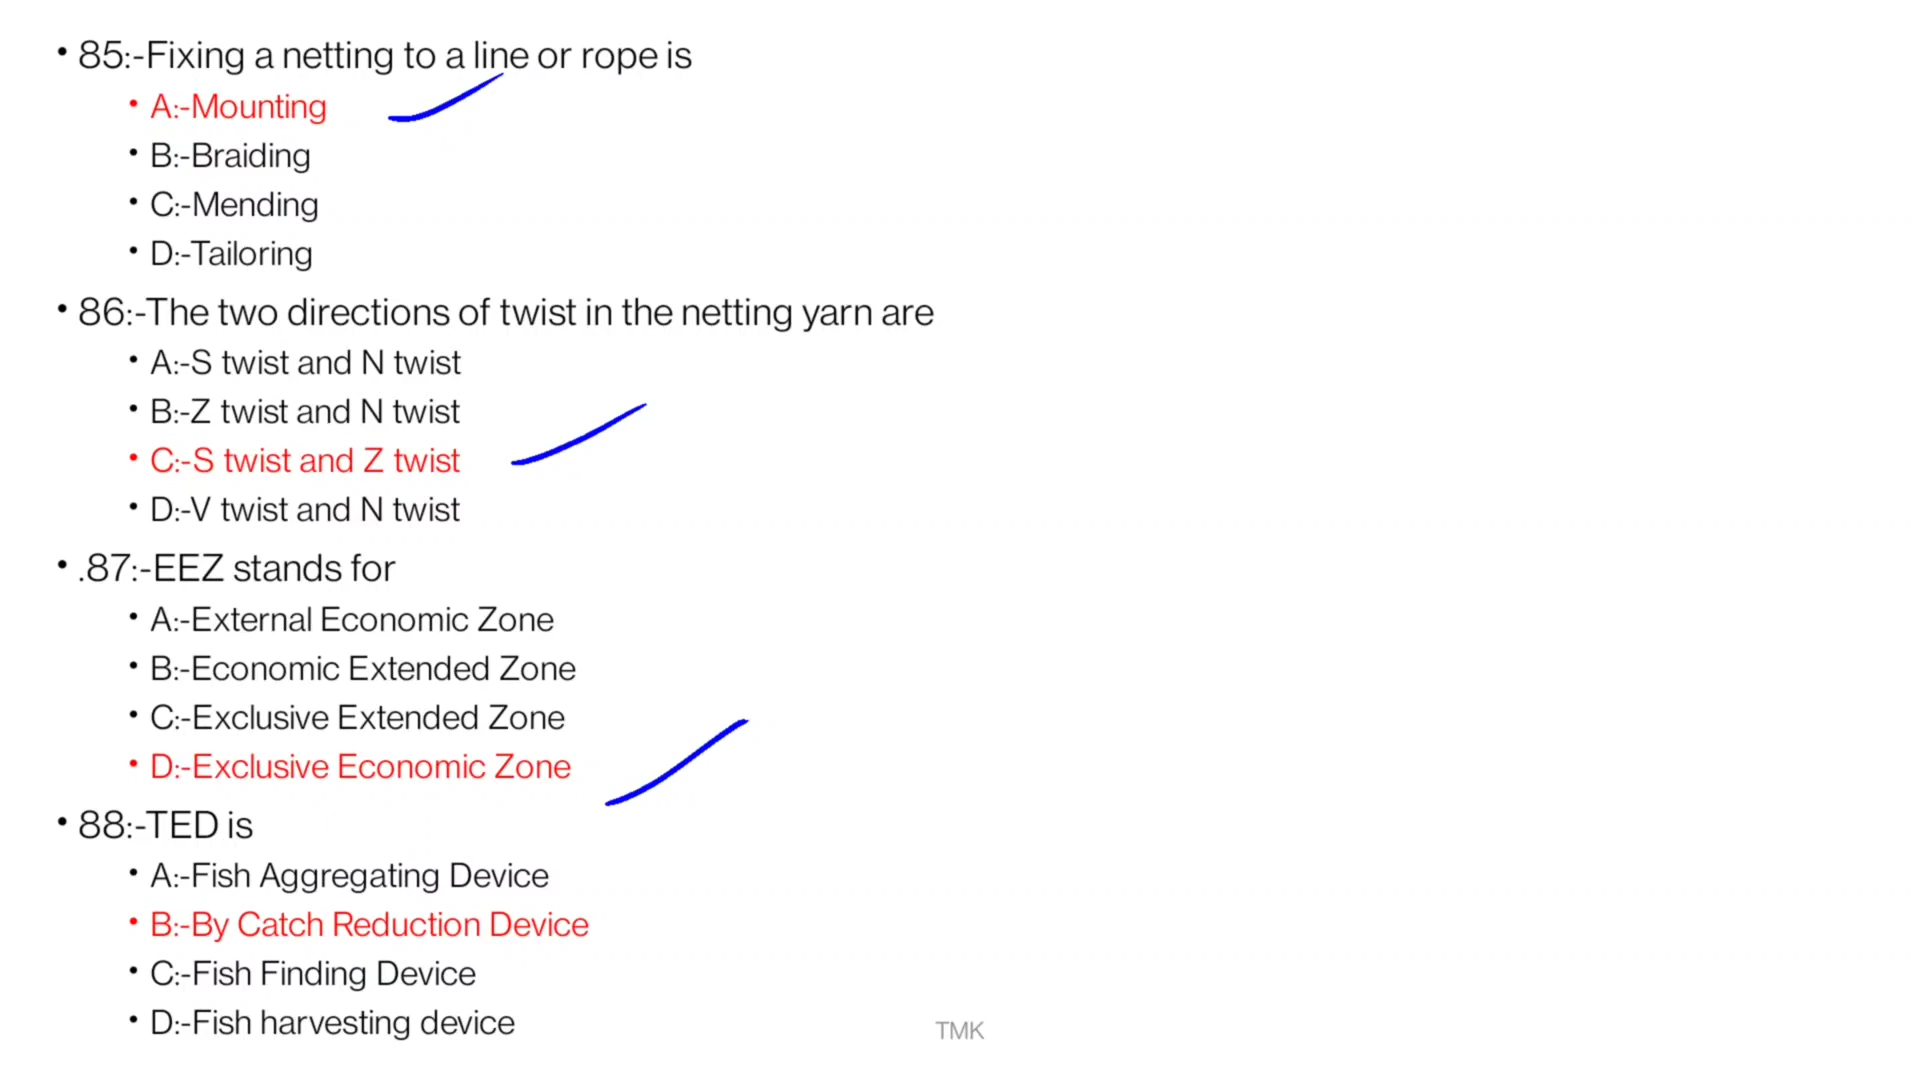 • 85:-Fixing a netting to a line or rope is
• A:-Mounting
• B:-Braiding
• C:-Mending
• D:-Tailoring
• 86:-The two directions of twist in the netting yarn are
• A:-S twist and N twist
• B:-Z twist and N twist
• C:-S twist and Z twist
• D:-V twist and N twist
• .87:-EEZ stands for
• A:-External Economic Zone
• B:-Economic Extended Zone
• C:-Exclusive Extended Zone
• D:-Exclusive Economic Zone
• 88:-TED is
• A:-Fish Aggregating Device
• B:-By Catch Reduction Device
• C:-Fish Finding Device
• D:-Fish harvesting device
TMK